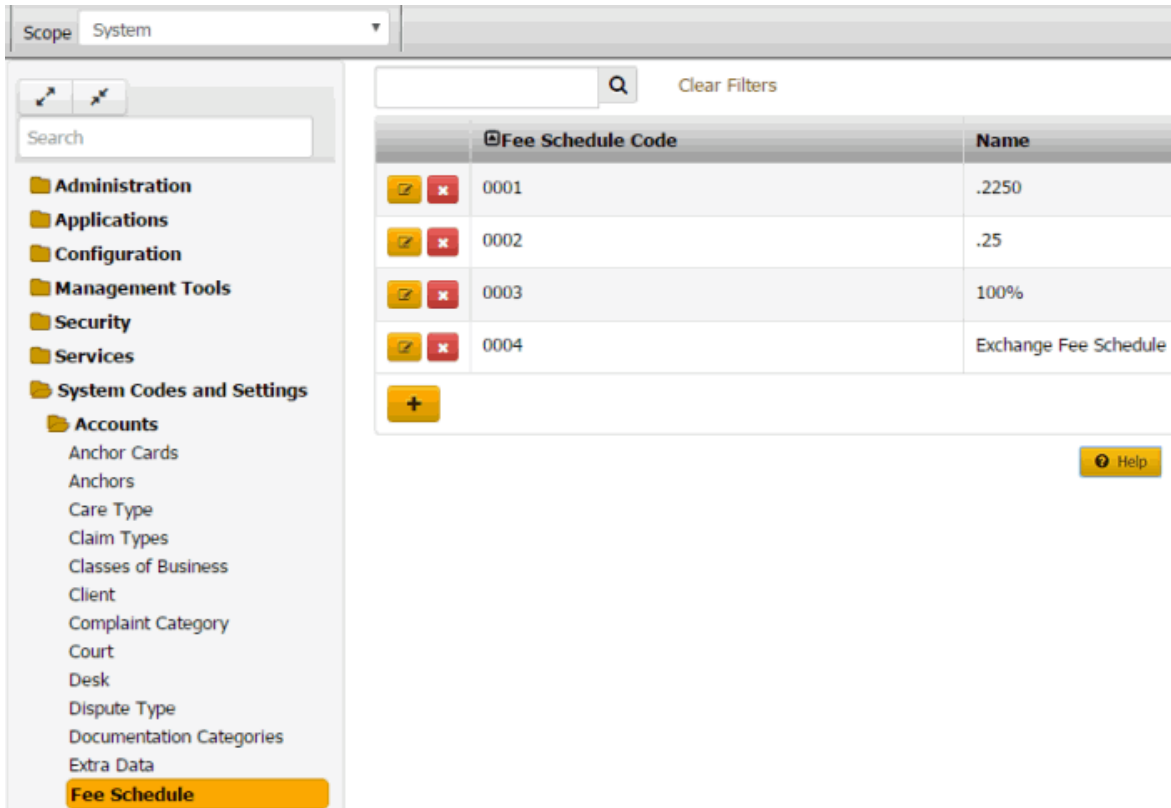 Scope System
Clear Filters
Search
Fee Schedule Code Name
Administration
0001 .2250
Applications
0002 .25
Configuration
Management Tools
0003 100%
Security
0004 Exchange Fee Schedule
Services
System Codes and Settings
+
Accounts
Anchor Cards
Help
Anchors
Care Type
Claim Types
Classes of Business
Client
Complaint Category
Court
Desk
Dispute Type
Documentation Categories
Extra Data
Fee Schedule